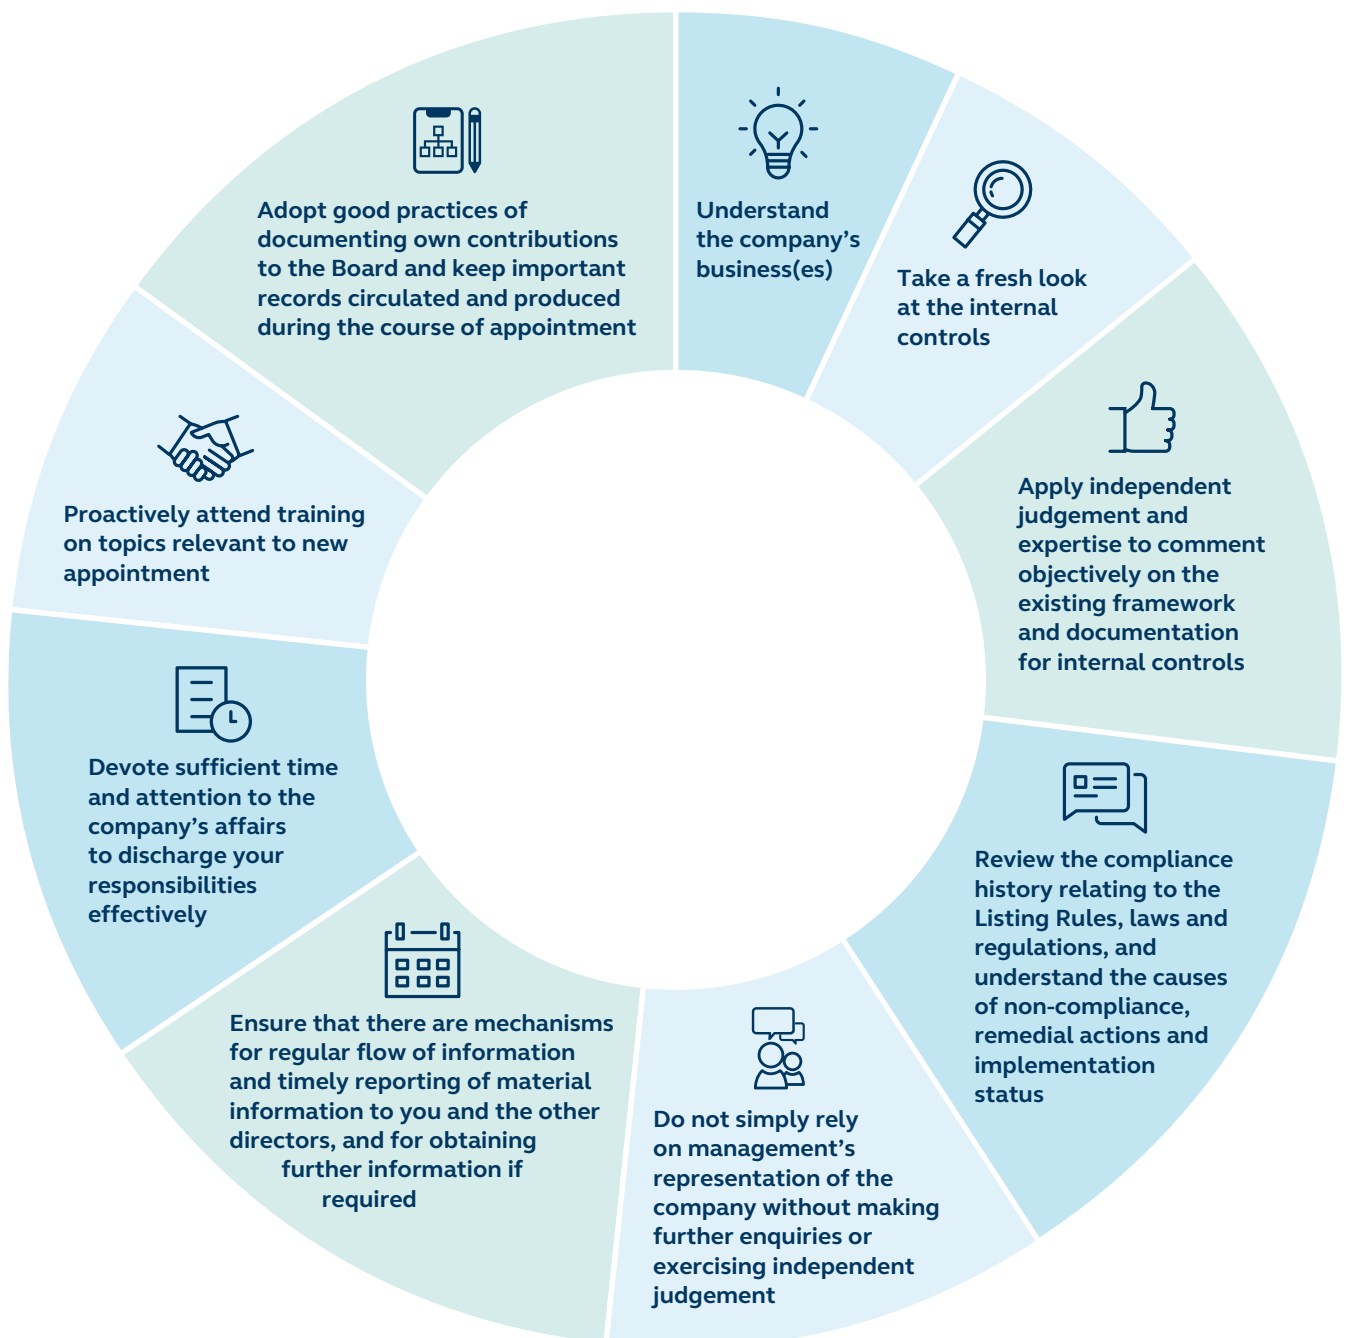 Understand
the company’s
business(es)
Take a fresh look
at the internal
controls
Apply independent
judgement and
expertise to comment
objectively on the
existing framework
and documentation
for internal controls
Review the compliance
history relating to the
Listing Rules, laws and
regulations, and
understand the causes
of non-compliance,
remedial actions and
implementation
status
Do not simply rely
on management’s
representation of the
company without making
further enquiries or
exercising independent
judgement
Ensure that there are mechanisms
for regular flow of information
and timely reporting of material
information to you and the other
directors, and for obtaining
further information if
required
Devote sufficient time
and attention to the
company’s affairs
to discharge your
responsibilities
effectively
Proactively attend training
on topics relevant to new
appointment
Adopt good practices of
documenting own contributions
to the Board and keep important
records circulated and produced
during the course of appointment